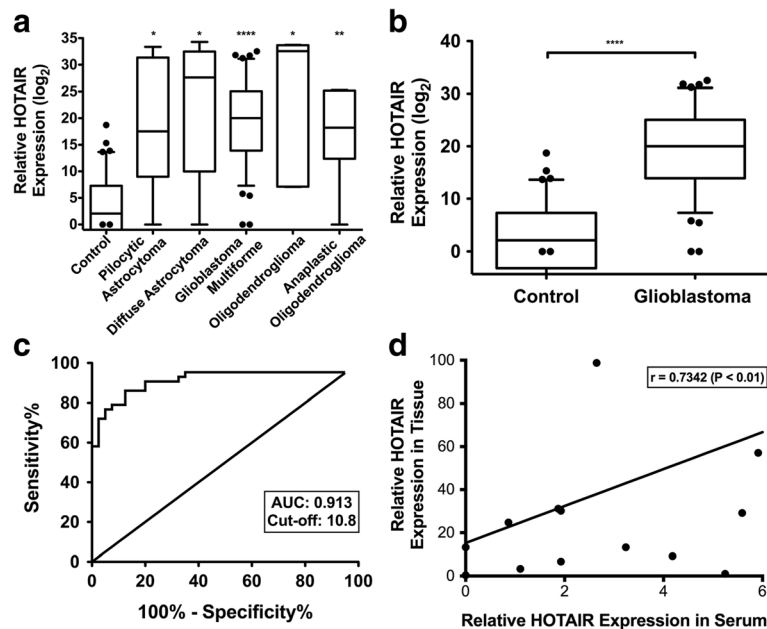 a
Relative HOTAIR
Expression (log2)
35
30
25
20
15
10
5
0
* * **** * **
Control
Pilocytic
Astrocytoma
Diffuse Astrocytoma
Glioblastoma
Multiforme
Oligodendroglioma
Anaplastic
Oligodendroglioma
b
Relative HOTAIR
Expression (log2)
40
30
20
10
0
****
Control Glioblastoma
c
Sensitivity%
100
80
60
40
20
0
0 20 40 60 80 100
AUC: 0.913
Cut-off: 10.8
100% - Specificity%
d
Relative HOTAIR
Expression in Tissue
100
80
60
40
20
0
0 2 4 6
r = 0.7342 (P < 0.01)
Relative HOTAIR Expression in Serum